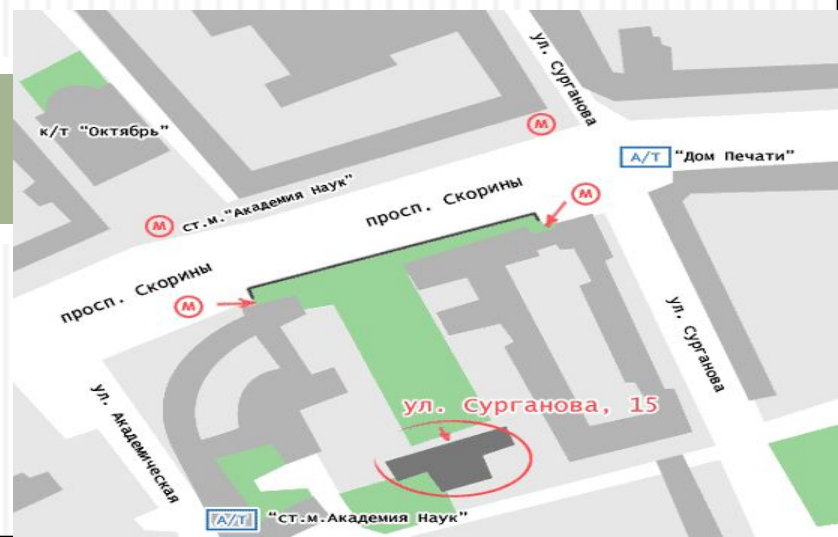 ул. Сурганова
М
к/т "Октябрь"
А/Т "Дом Печати"
ст.м."Академия Наук"
М
просп. Скорины
М
просп. Скорины
М
ул. Сурганова
ул. Академическая
ул. Сурганова, 15
А/Т "ст.м.Академия Наук"